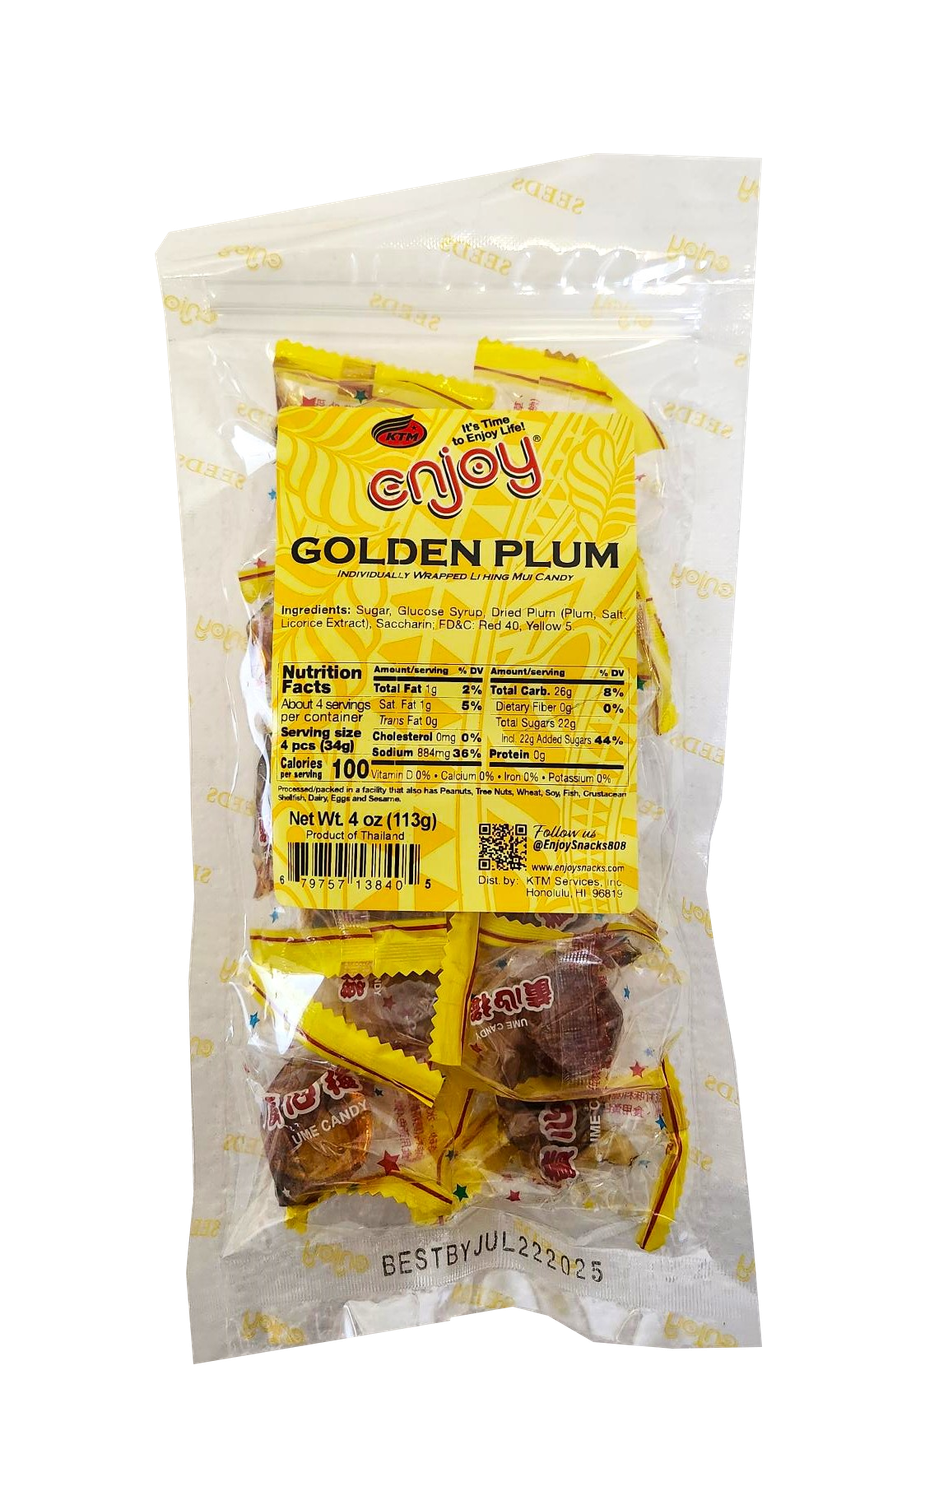 SEEDS
enjoy
enjoy
SEEDS
enjoy
SEEDS
KTM
It's Time
to Enjoy Life!
enjoy®
GOLDEN PLUM
INDIVIDUALLY WRAPPED LI HING MUI CANDY
Ingredients: Sugar, Glucose Syrup, Dried Plum (Plum, Salt,
Licorice Extract), Saccharin; FD&C: Red 40, Yellow 5.
Nutrition
Facts
About 4 servings
per container
Serving size
4 pcs (34g)
Calories
per serving 100
Amount/serving % DV
Total Fat 1g 2%
Sat. Fat 1g 5%
Trans Fat 0g
Cholesterol 0mg 0%
Sodium 884mg 36%
Amount/serving % DV
Total Carb. 26g 8%
Dietary Fiber 0g 0%
Total Sugars 22g
Incl. 22g Added Sugars 44%
Protein 0g
Vitamin D 0% • Calcium 0% • Iron 0% • Potassium 0%
Processed/packed in a facility that also has Peanuts, Tree Nuts, Wheat, Soy, Fish, Crustacean
Shellfish, Dairy, Eggs and Sesame.
Net Wt. 4 oz (113g)
Product of Thailand
6 79757 13840 5
Follow us
@EnjoySnacks808
www.enjoysnacks.com
Dist. by: KTM Services, Inc.
Honolulu, HI 96819
梅
UME CANDY
UME CANDY
BESTBYJUL222025